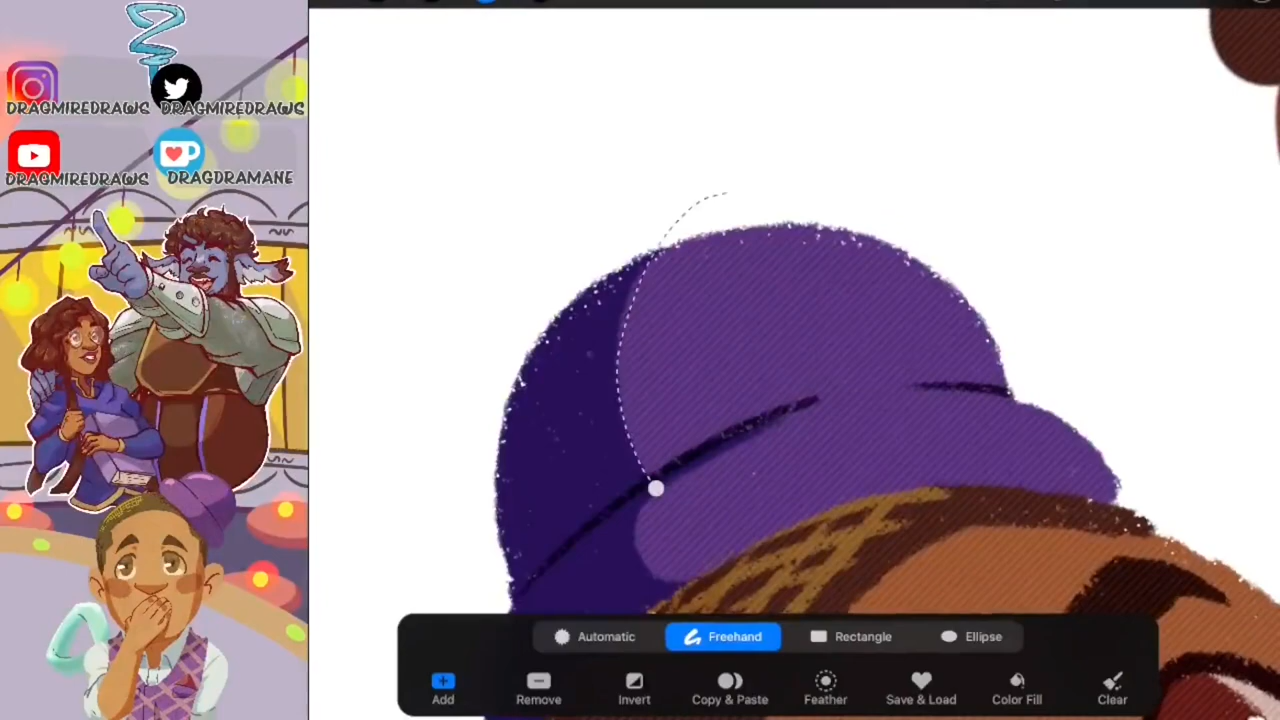 DRAGMIREDRAWS DRAGMIREDRAWS
DRAGMIREDRAWS DRAGDRAMANE
Automatic Freehand Rectangle Ellipse
Add Remove Invert Copy & Paste Feather Save & Load Color Fill Clear